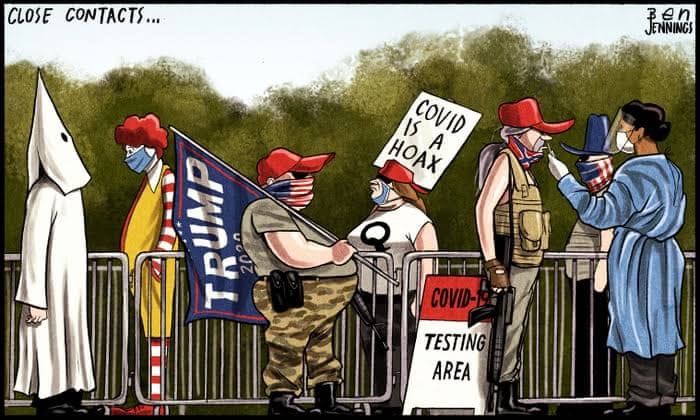 CLOSE CONTACTS...
BEN
JENNINGS
COVID
IS A
HOAX
TRUMP
2020
Q
COVID-19
TESTING
AREA